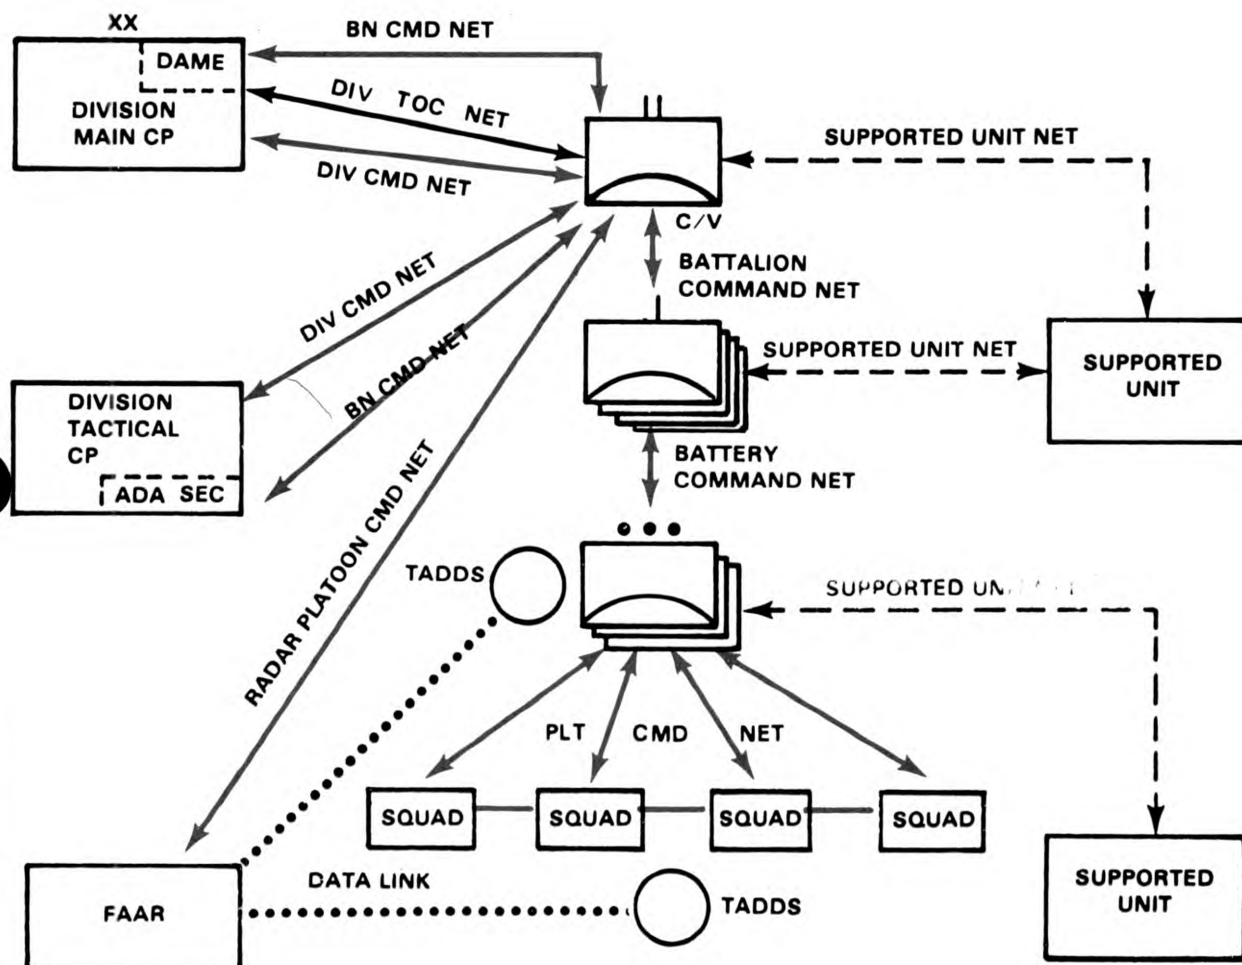 XX
BN CMD NET
DAME
DIVISION
MAIN CP
DIV TOC NET
DIV CMD NET
SUPPORTED UNIT NET
C/V
BATTALION
COMMAND NET
DIV CMD NET
BN CMD NET
SUPPORTED UNIT NET
SUPPORTED
UNIT
DIVISION
TACTICAL
CP
ADA SEC
BATTERY
COMMAND NET
RADAR PLATOON CMD NET
TADDS
SUPPORTED
PLT CMD NET
SQUAD
SQUAD
SQUAD
SQUAD
FAAR
DATA LINK
TADDS
SUPPORTED
UNIT